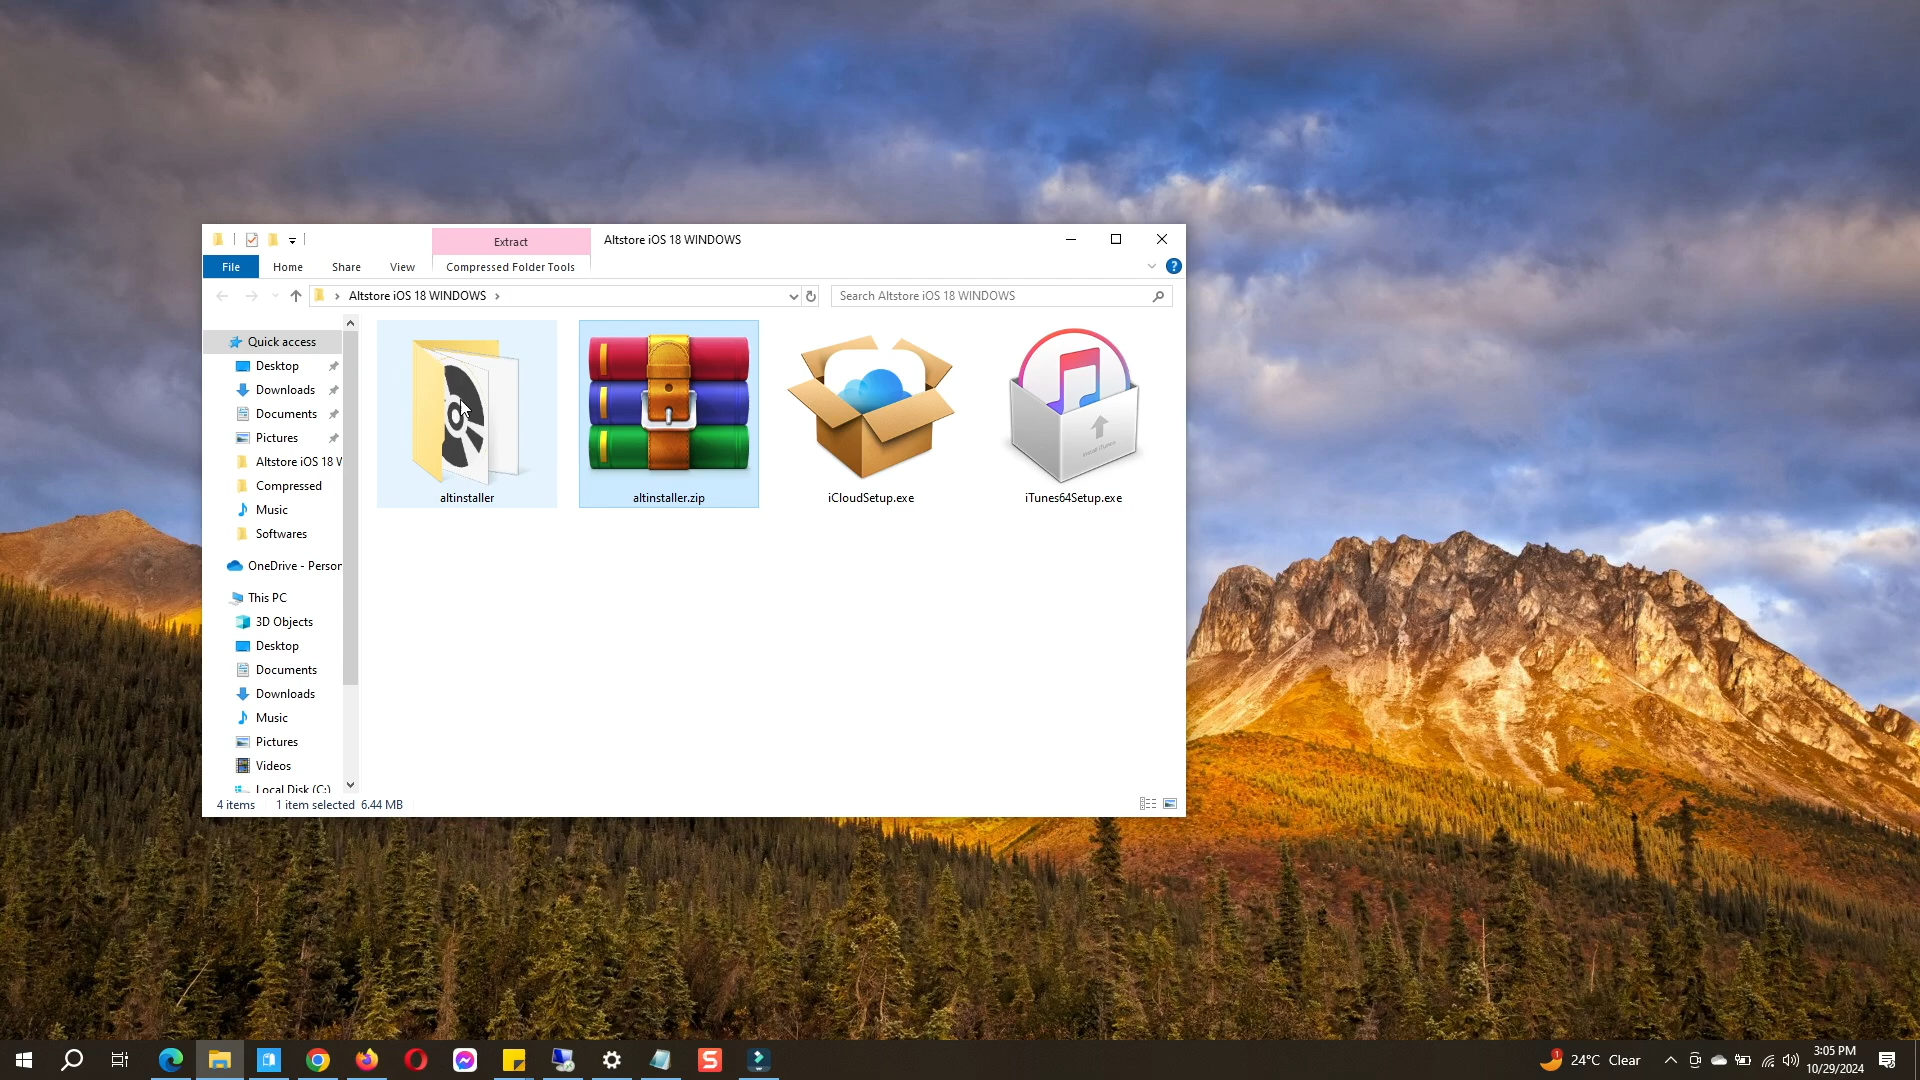 Extract
Altstore iOS 18 WINDOWS
File
Home
Share
View
Compressed Folder Tools
?
Altstore iOS 18 WINDOWS
Search Altstore iOS 18 WINDOWS
Quick access
Desktop
Downloads
Documents
Pictures
Altstore iOS 18 W
Compressed
Music
Softwares
OneDrive - Person
This PC
3D Objects
Desktop
Documents
Downloads
Music
Pictures
Videos
Local Disk (C:)
altinstaller
altinstaller.zip
iCloudSetup.exe
iTunes64Setup.exe
4 items
1 item selected 6.44 MB
1
24°C Clear
3:05 PM
10/29/2024